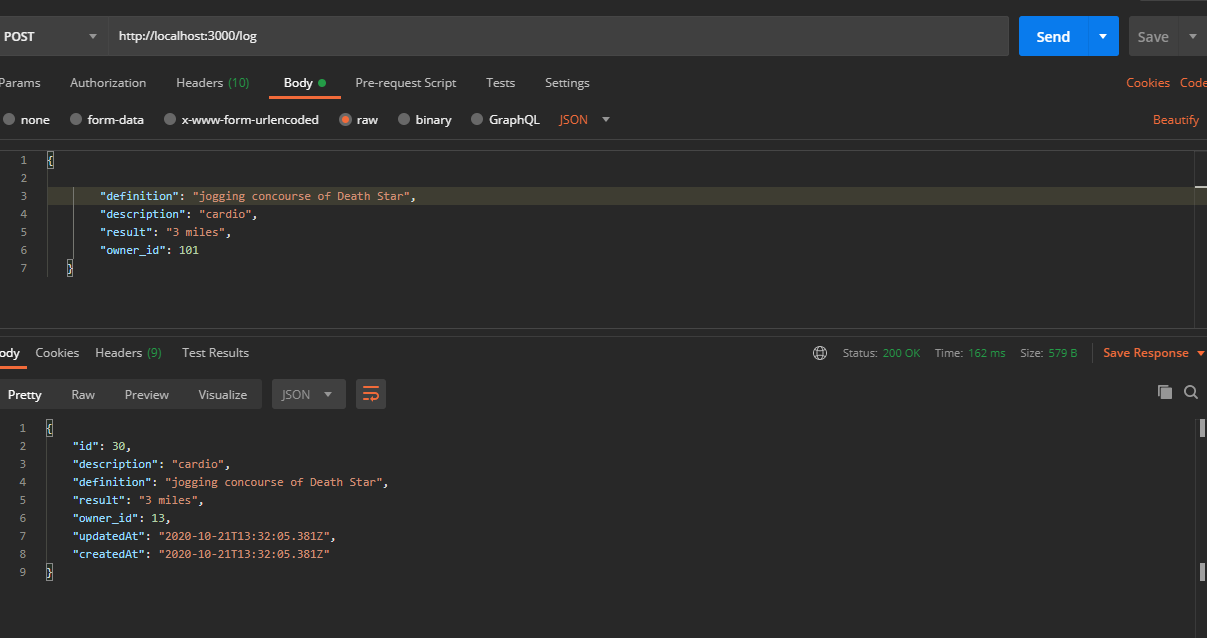 POST http://localhost:3000/log Send Save
Params Authorization Headers (10) Body Pre-request Script Tests Settings Cookies Code
none form-data x-www-form-urlencoded raw binary GraphQL JSON Beautify
1 {
2
3 "definition": "jogging concourse of Death Star",
4 "description": "cardio",
5 "result": "3 miles",
6 "owner_id": 101
7 }
ody Cookies Headers (9) Test Results Status: 200 OK Time: 162 ms Size: 579 B Save Response
Pretty Raw Preview Visualize JSON
1 {
2 "id": 30,
3 "description": "cardio",
4 "definition": "jogging concourse of Death Star",
5 "result": "3 miles",
6 "owner_id": 13,
7 "updatedAt": "2020-10-21T13:32:05.381Z",
8 "createdAt": "2020-10-21T13:32:05.381Z"
9 }